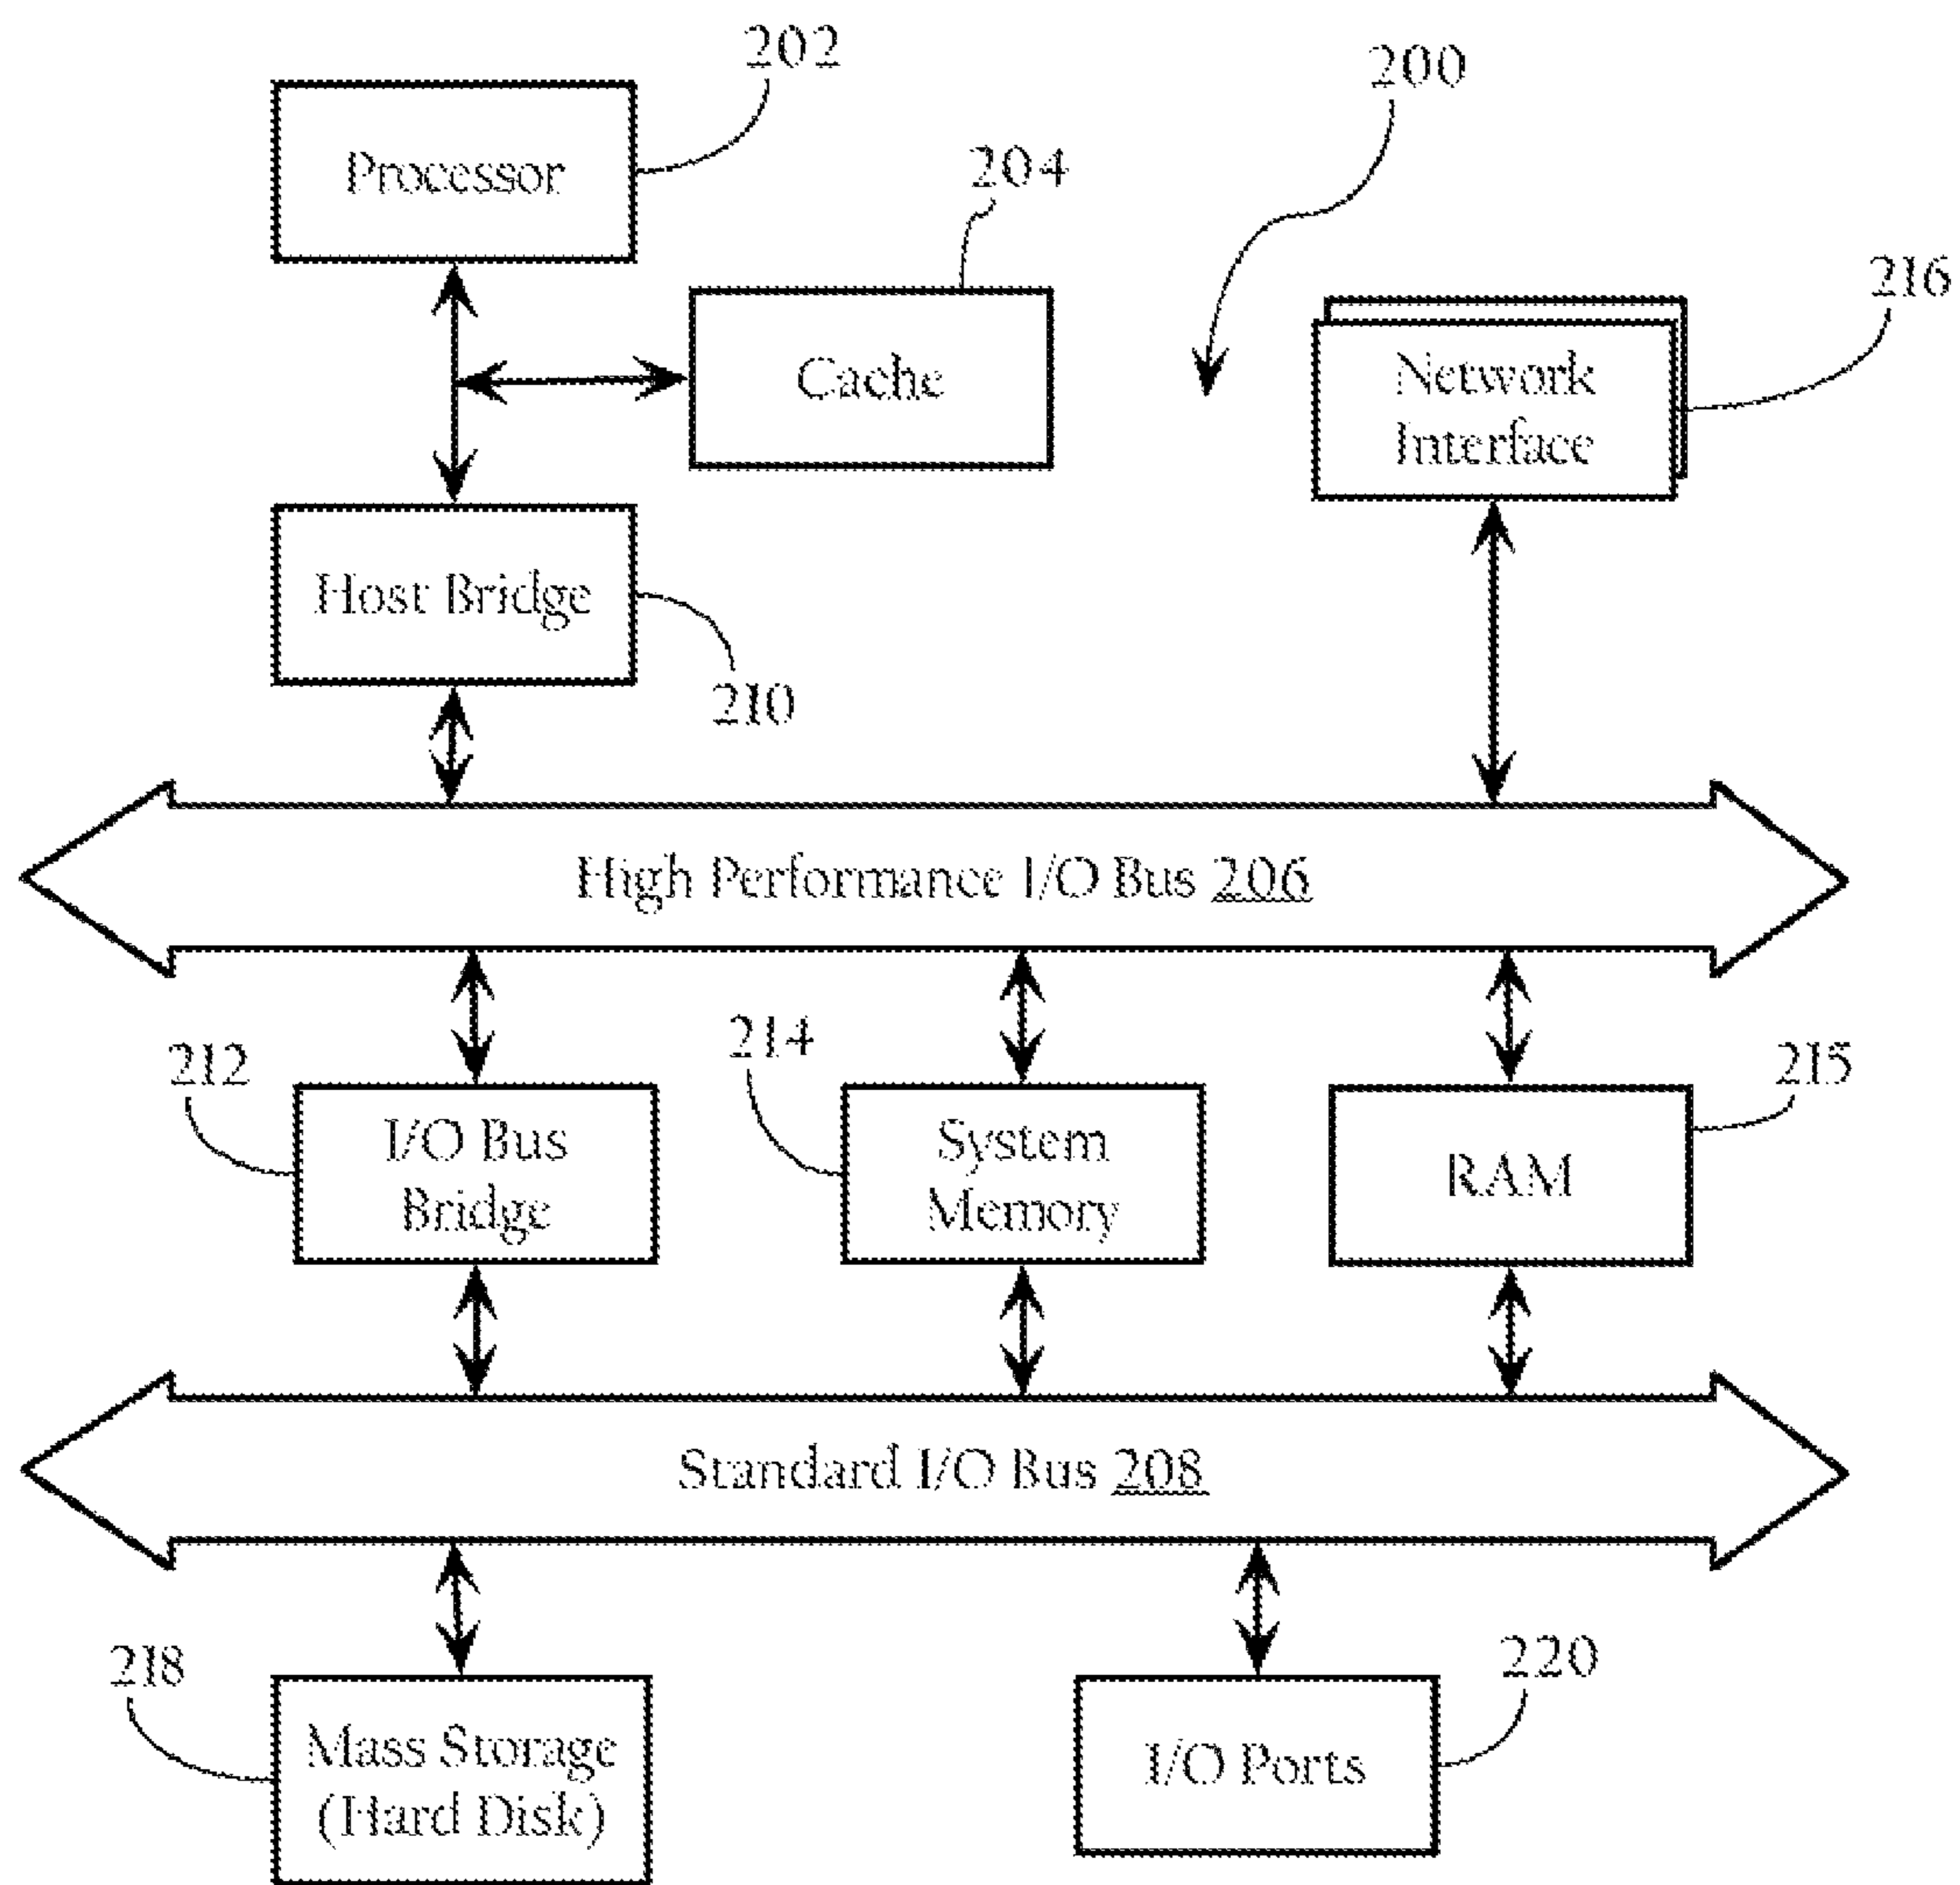 202
200
Processor
204
216
Cache
Network
Interface
Host Bridge
210
High Performance I/O Bus 206
212
214
215
I/O Bus
Bridge
System
Memory
RAM
Standard I/O Bus 208
218
220
Mass Storage
(Hard Disk)
I/O Ports